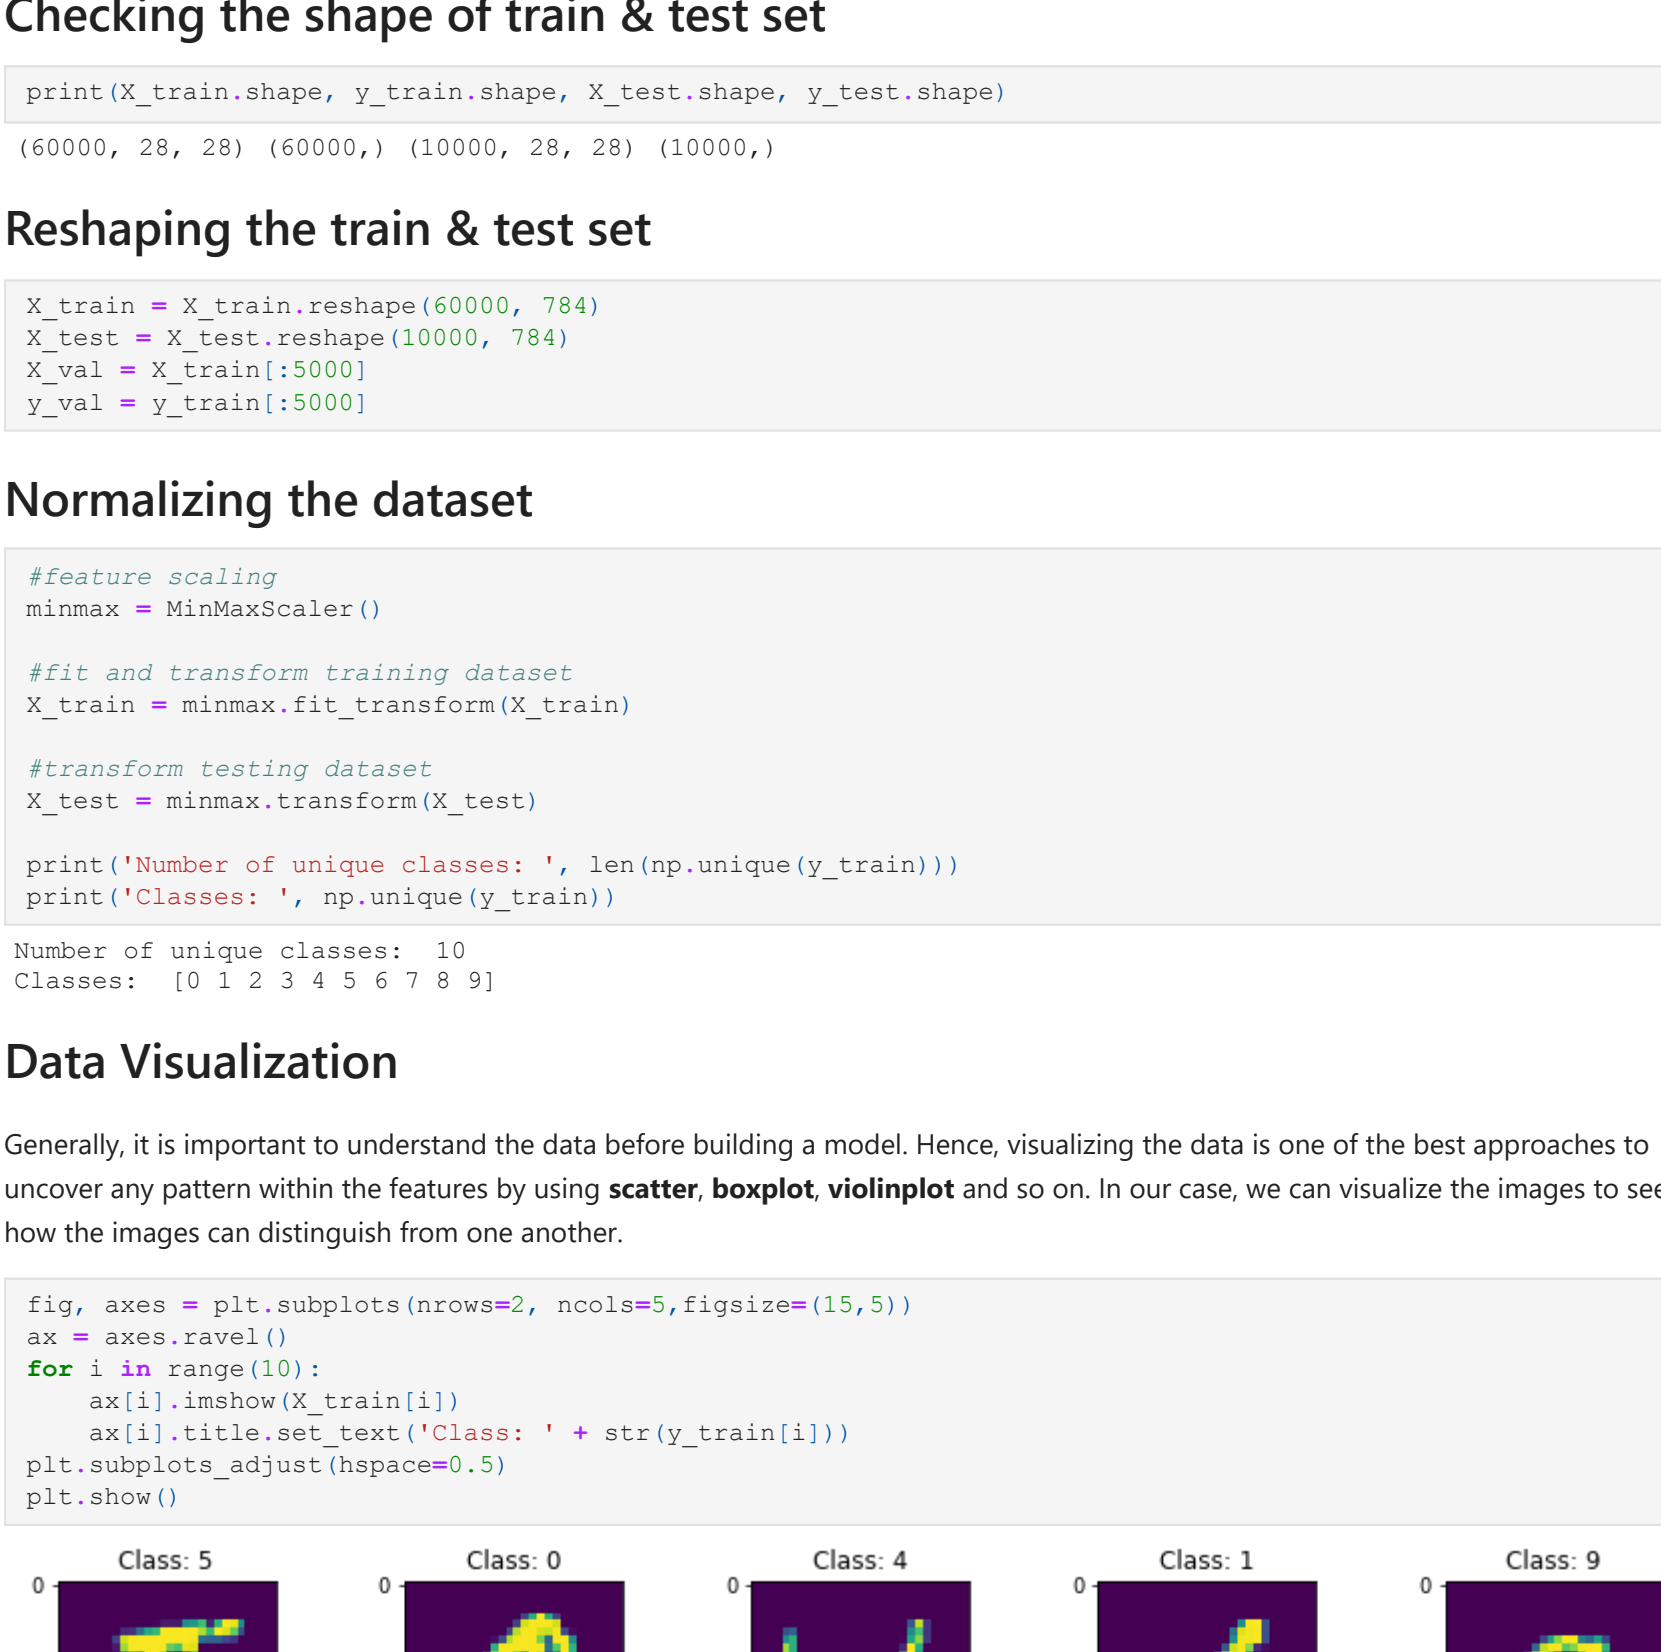 Checking the shape of train & test set
print(X_train.shape, y_train.shape, X_test.shape, y_test.shape)
(60000, 28, 28) (60000,) (10000, 28, 28) (10000,)
Reshaping the train & test set
X_train = X_train.reshape(60000, 784)
X_test = X_test.reshape(10000, 784)
X_val = X_train[:5000]
y_val = y_train[:5000]
Normalizing the dataset
#feature scaling
minmax = MinMaxScaler()
#fit and transform training dataset
X_train = minmax.fit_transform(X_train)
#transform testing dataset
X_test = minmax.transform(X_test)
print('Number of unique classes: ', len(np.unique(y_train)))
print('Classes: ', np.unique(y_train))
Number of unique classes:  10
Classes:  [0 1 2 3 4 5 6 7 8 9]
Data Visualization
Generally, it is important to understand the data before building a model. Hence, visualizing the data is one of the best approaches to
uncover any pattern within the features by using scatter, boxplot, violinplot and so on. In our case, we can visualize the images to see
how the images can distinguish from one another.
fig, axes = plt.subplots(nrows=2, ncols=5,figsize=(15,5))
ax = axes.ravel()
for i in range(10):
    ax[i].imshow(X_train[i])
    ax[i].title.set_text('Class: ' + str(y_train[i]))
plt.subplots_adjust(hspace=0.5)
plt.show()
Class: 5 Class: 0 Class: 4 Class: 1 Class: 9
0 0 0 0 0